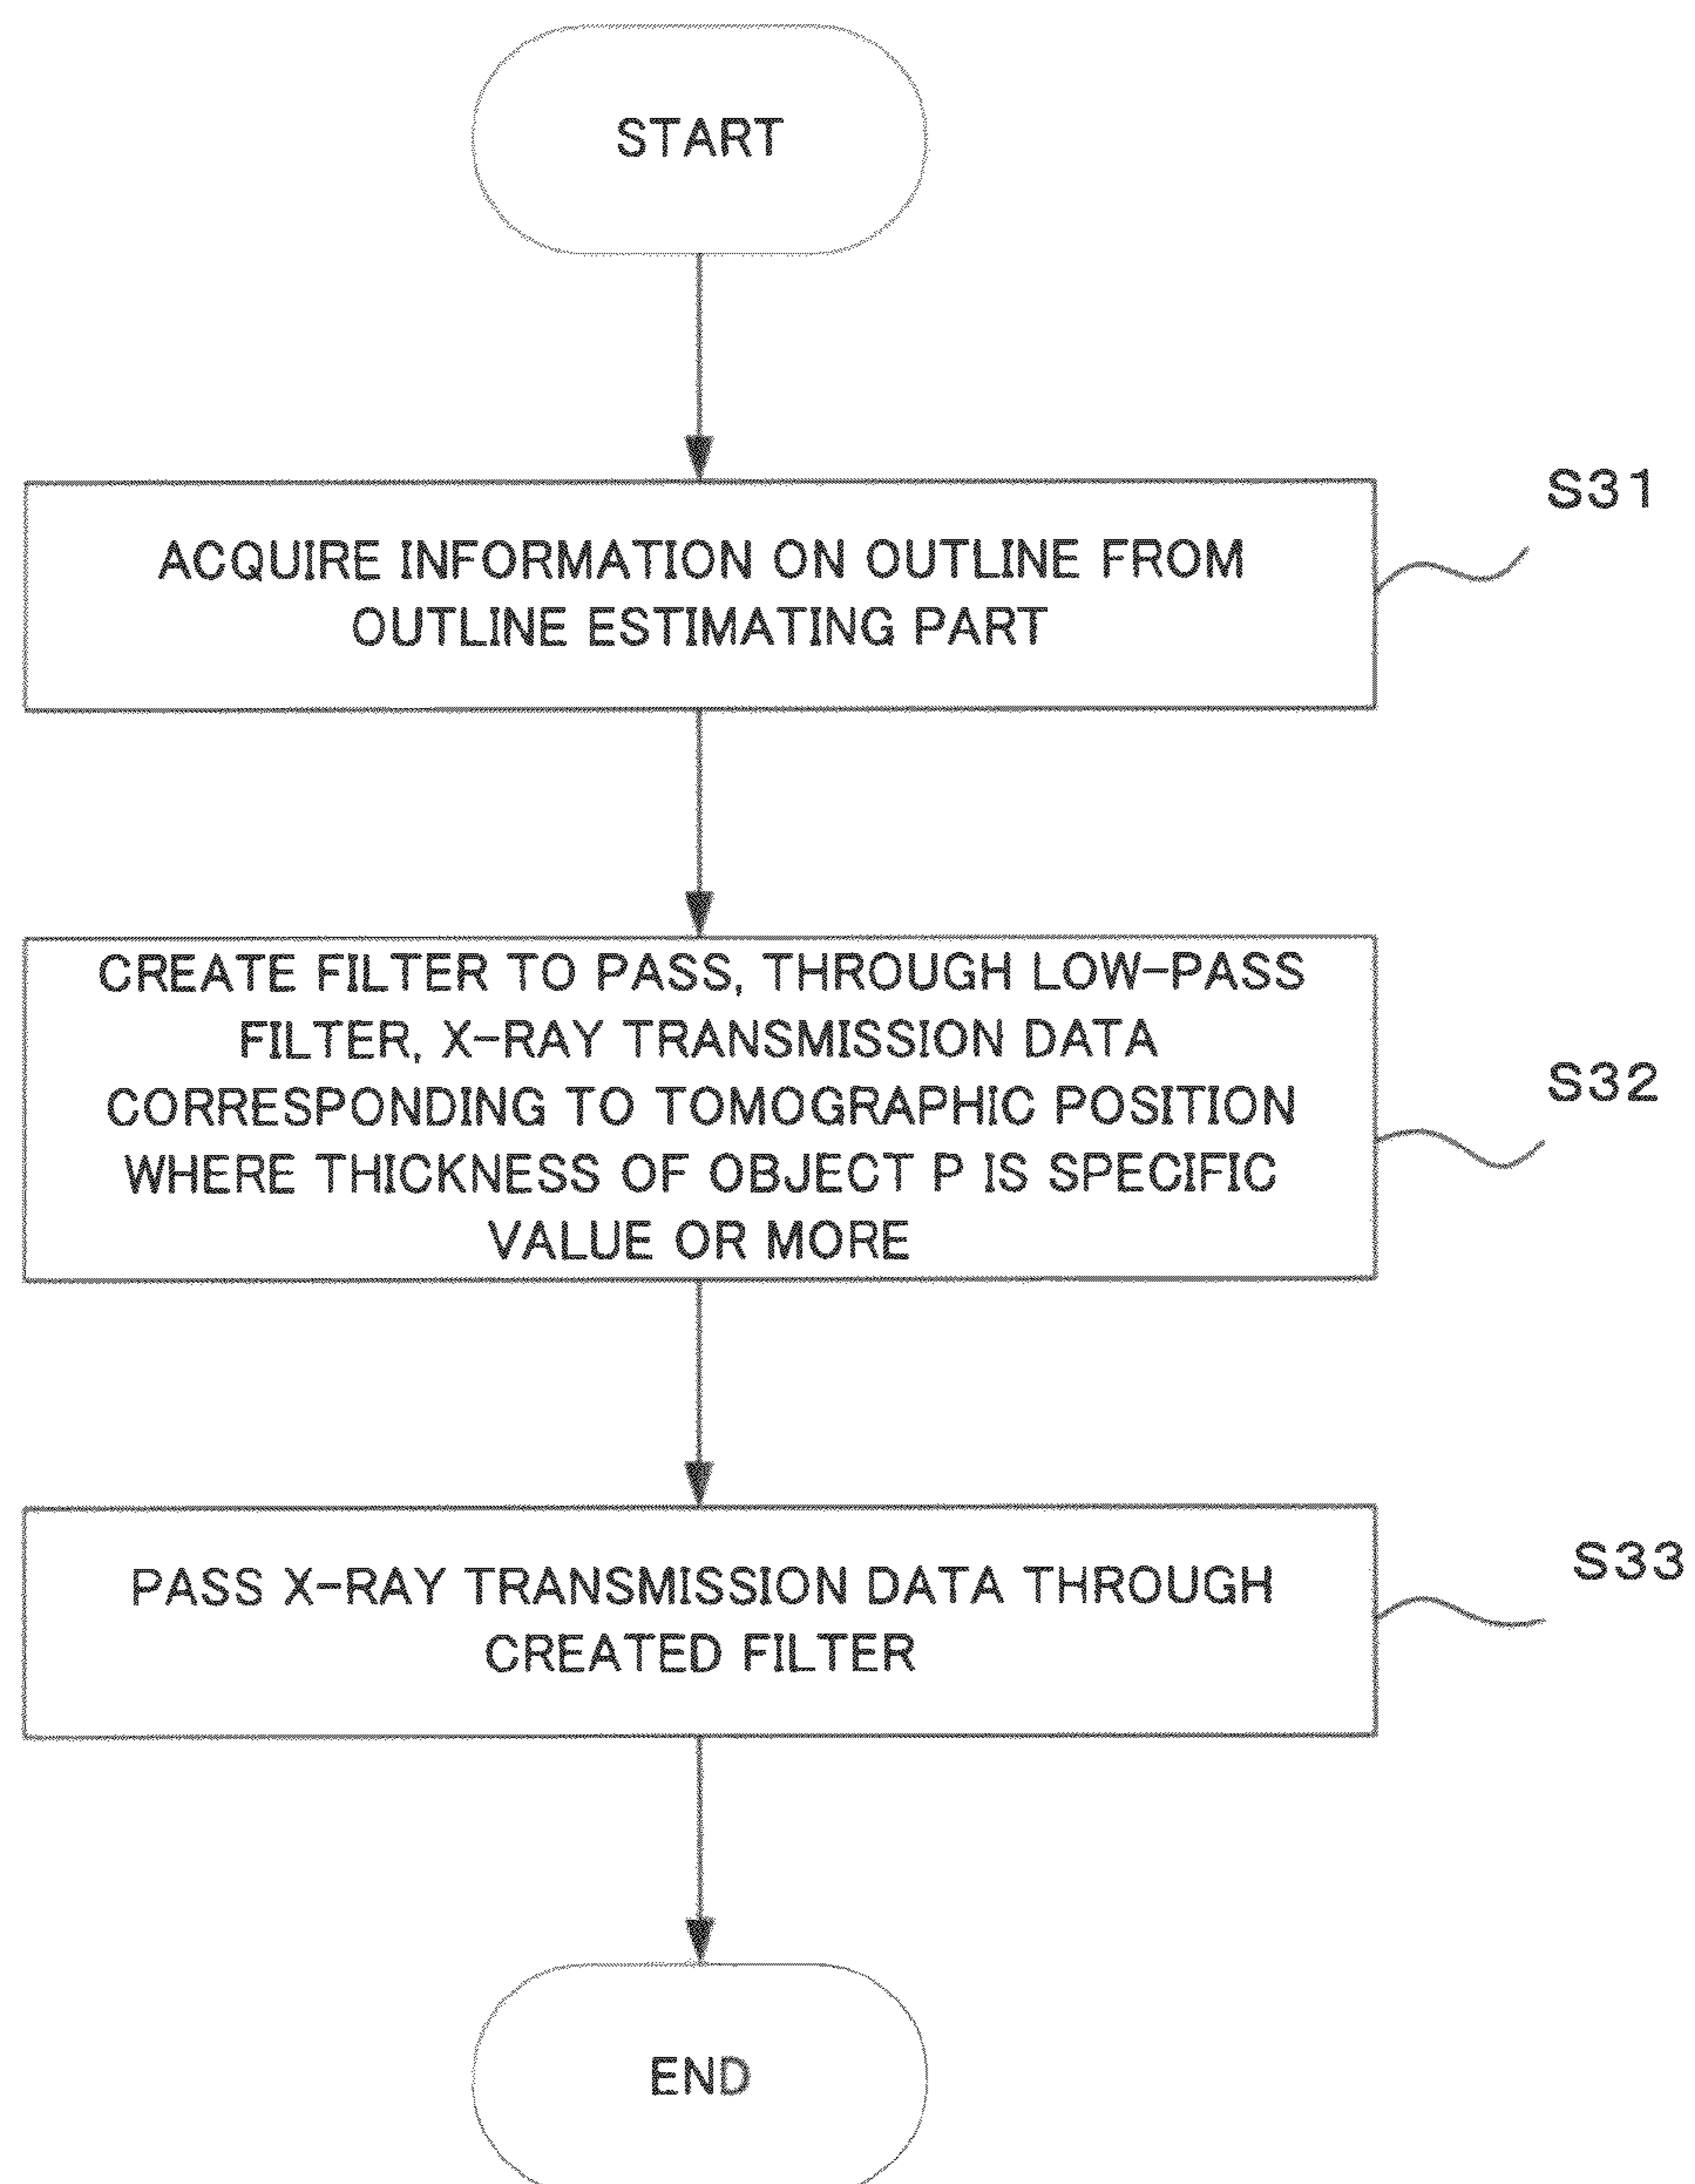 START
S31
ACQUIRE INFORMATION ON OUTLINE FROM
OUTLINE ESTIMATING PART
CREATE FILTER TO PASS, THROUGH LOW-PASS
FILTER, X-RAY TRANSMISSION DATA
S32
CORRESPONDING TO TOMOGRAPHIC POSITION
WHERE THICKNESS OF OBJECT P IS SPECIFIC
VALUE OR MORE
S33
PASS X-RAY TRANSMISSION DATA THROUGH
CREATED FILTER
END